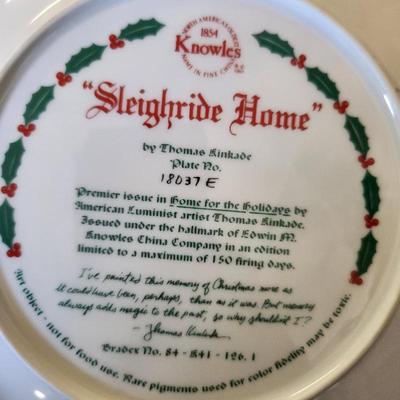 NORTH AMERICA'S OLDEST
1854
Knowles
NAME IN FINE CHINA
"Sleighride Home"
by Thomas Kinkade
Plate No.
18037E
Premier issue in Home for the Holidays by
American Luminist artist Thomas Kinkade.
Issued under the hallmark of Edwin M.
Knowles China Company in an edition
limited to a maximum of 150 firing days.
I've painted this memory of Christmas more as
it could have been, perhaps, than as it was. But memory
always adds magic to the past, so why shouldn't I?
- Thomas Kinkade
Bradex No. 84 - K41 - 126.1
Art object - not for food use. Rare pigments used for color fidelity may be toxic.